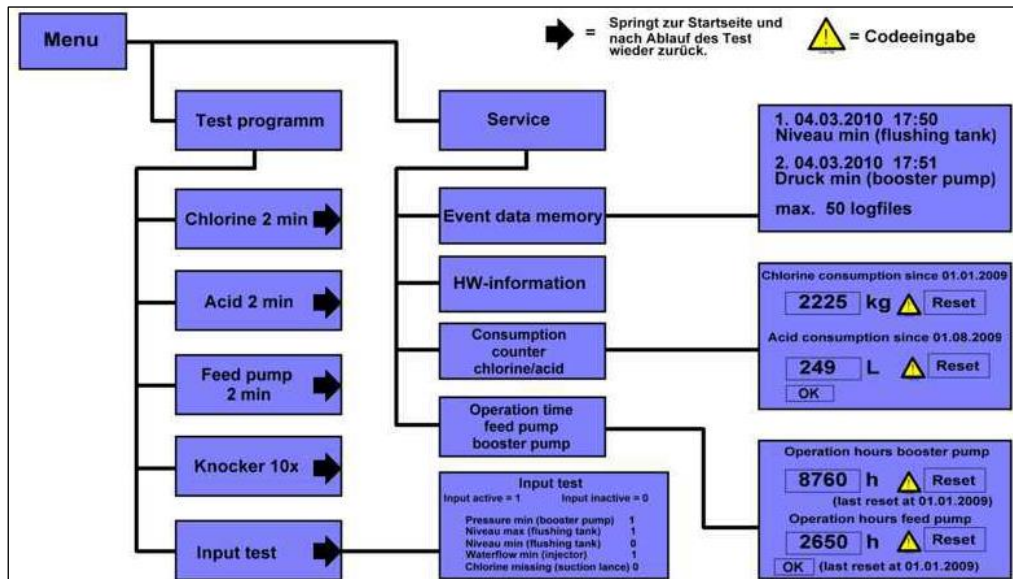 Menu
= Springt zur Startseite und
nach Ablauf des Test
wieder zurück.
= Codeeingabe
Test programm
Service
1. 04.03.2010 17:50
Niveau min (flushing tank)
2. 04.03.2010 17:51
Druck min (booster pump)
max. 50 logfiles
Chlorine 2 min
Event data memory
Acid 2 min
HW-information
Chlorine consumption since 01.01.2009
2225 kg Reset
Acid consumption since 01.08.2009
249 L Reset
OK
Consumption
counter
chlorine/acid
Feed pump
2 min
Operation time
feed pump
booster pump
Knocker 10x
Operation hours booster pump
8760 h Reset
(last reset at 01.01.2009)
Operation hours feed pump
2650 h Reset
OK (last reset at 01.01.2009)
Input test
Input test
Input active = 1 Input inactive = 0
Pressure min (booster pump) 1
Niveau max (flushing tank) 1
Niveau min (flushing tank) 0
Waterflow min (injector) 1
Chlorine missing (suction lance) 0